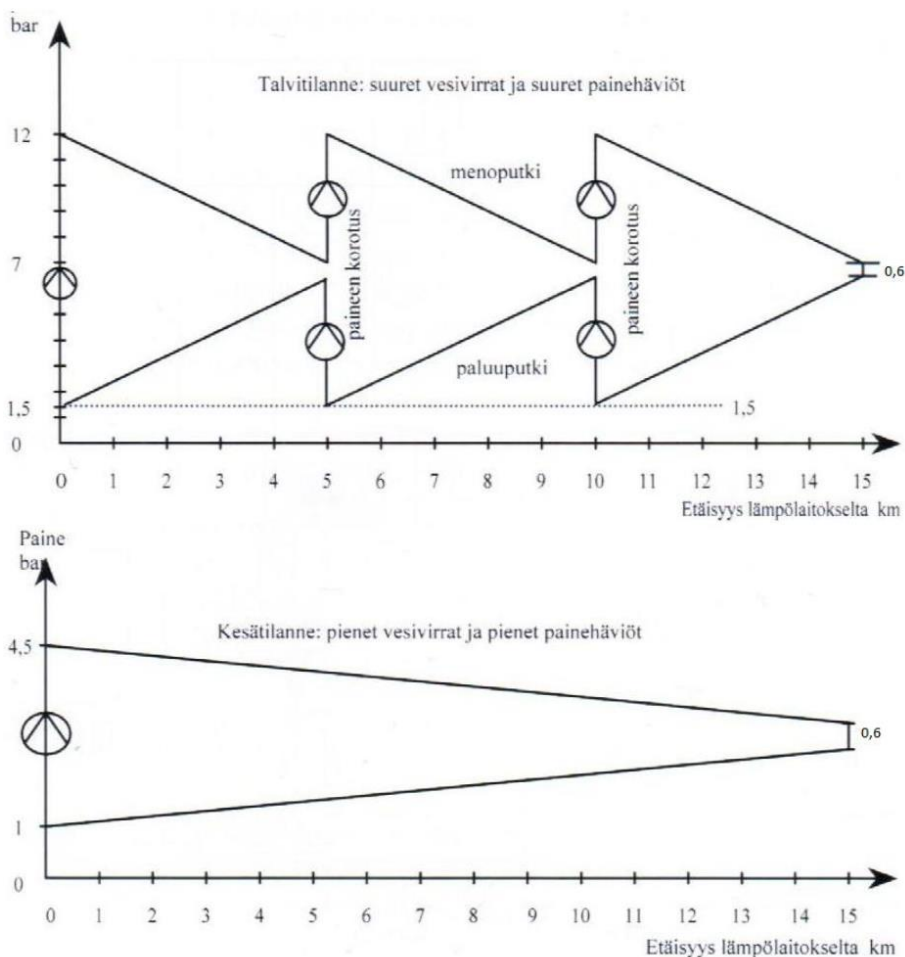 bar
Talvitilanne: suuret vesivirrat ja suuret painehäviöt
12
menoputki
paineen korotus
paineen korotus
7
0,6
paluuputki
1,5
1,5
0
0 1 2 3 4 5 6 7 8 9 10 11 12 13 14 15
Etäisyys lämpölaitokselta km
Paine
bar
Kesätilanne: pienet vesivirrat ja pienet painehäviöt
4,5
0,6
1
0
0 1 2 3 4 5 6 7 8 9 10 11 12 13 14 15
Etäisyys lämpölaitokselta km